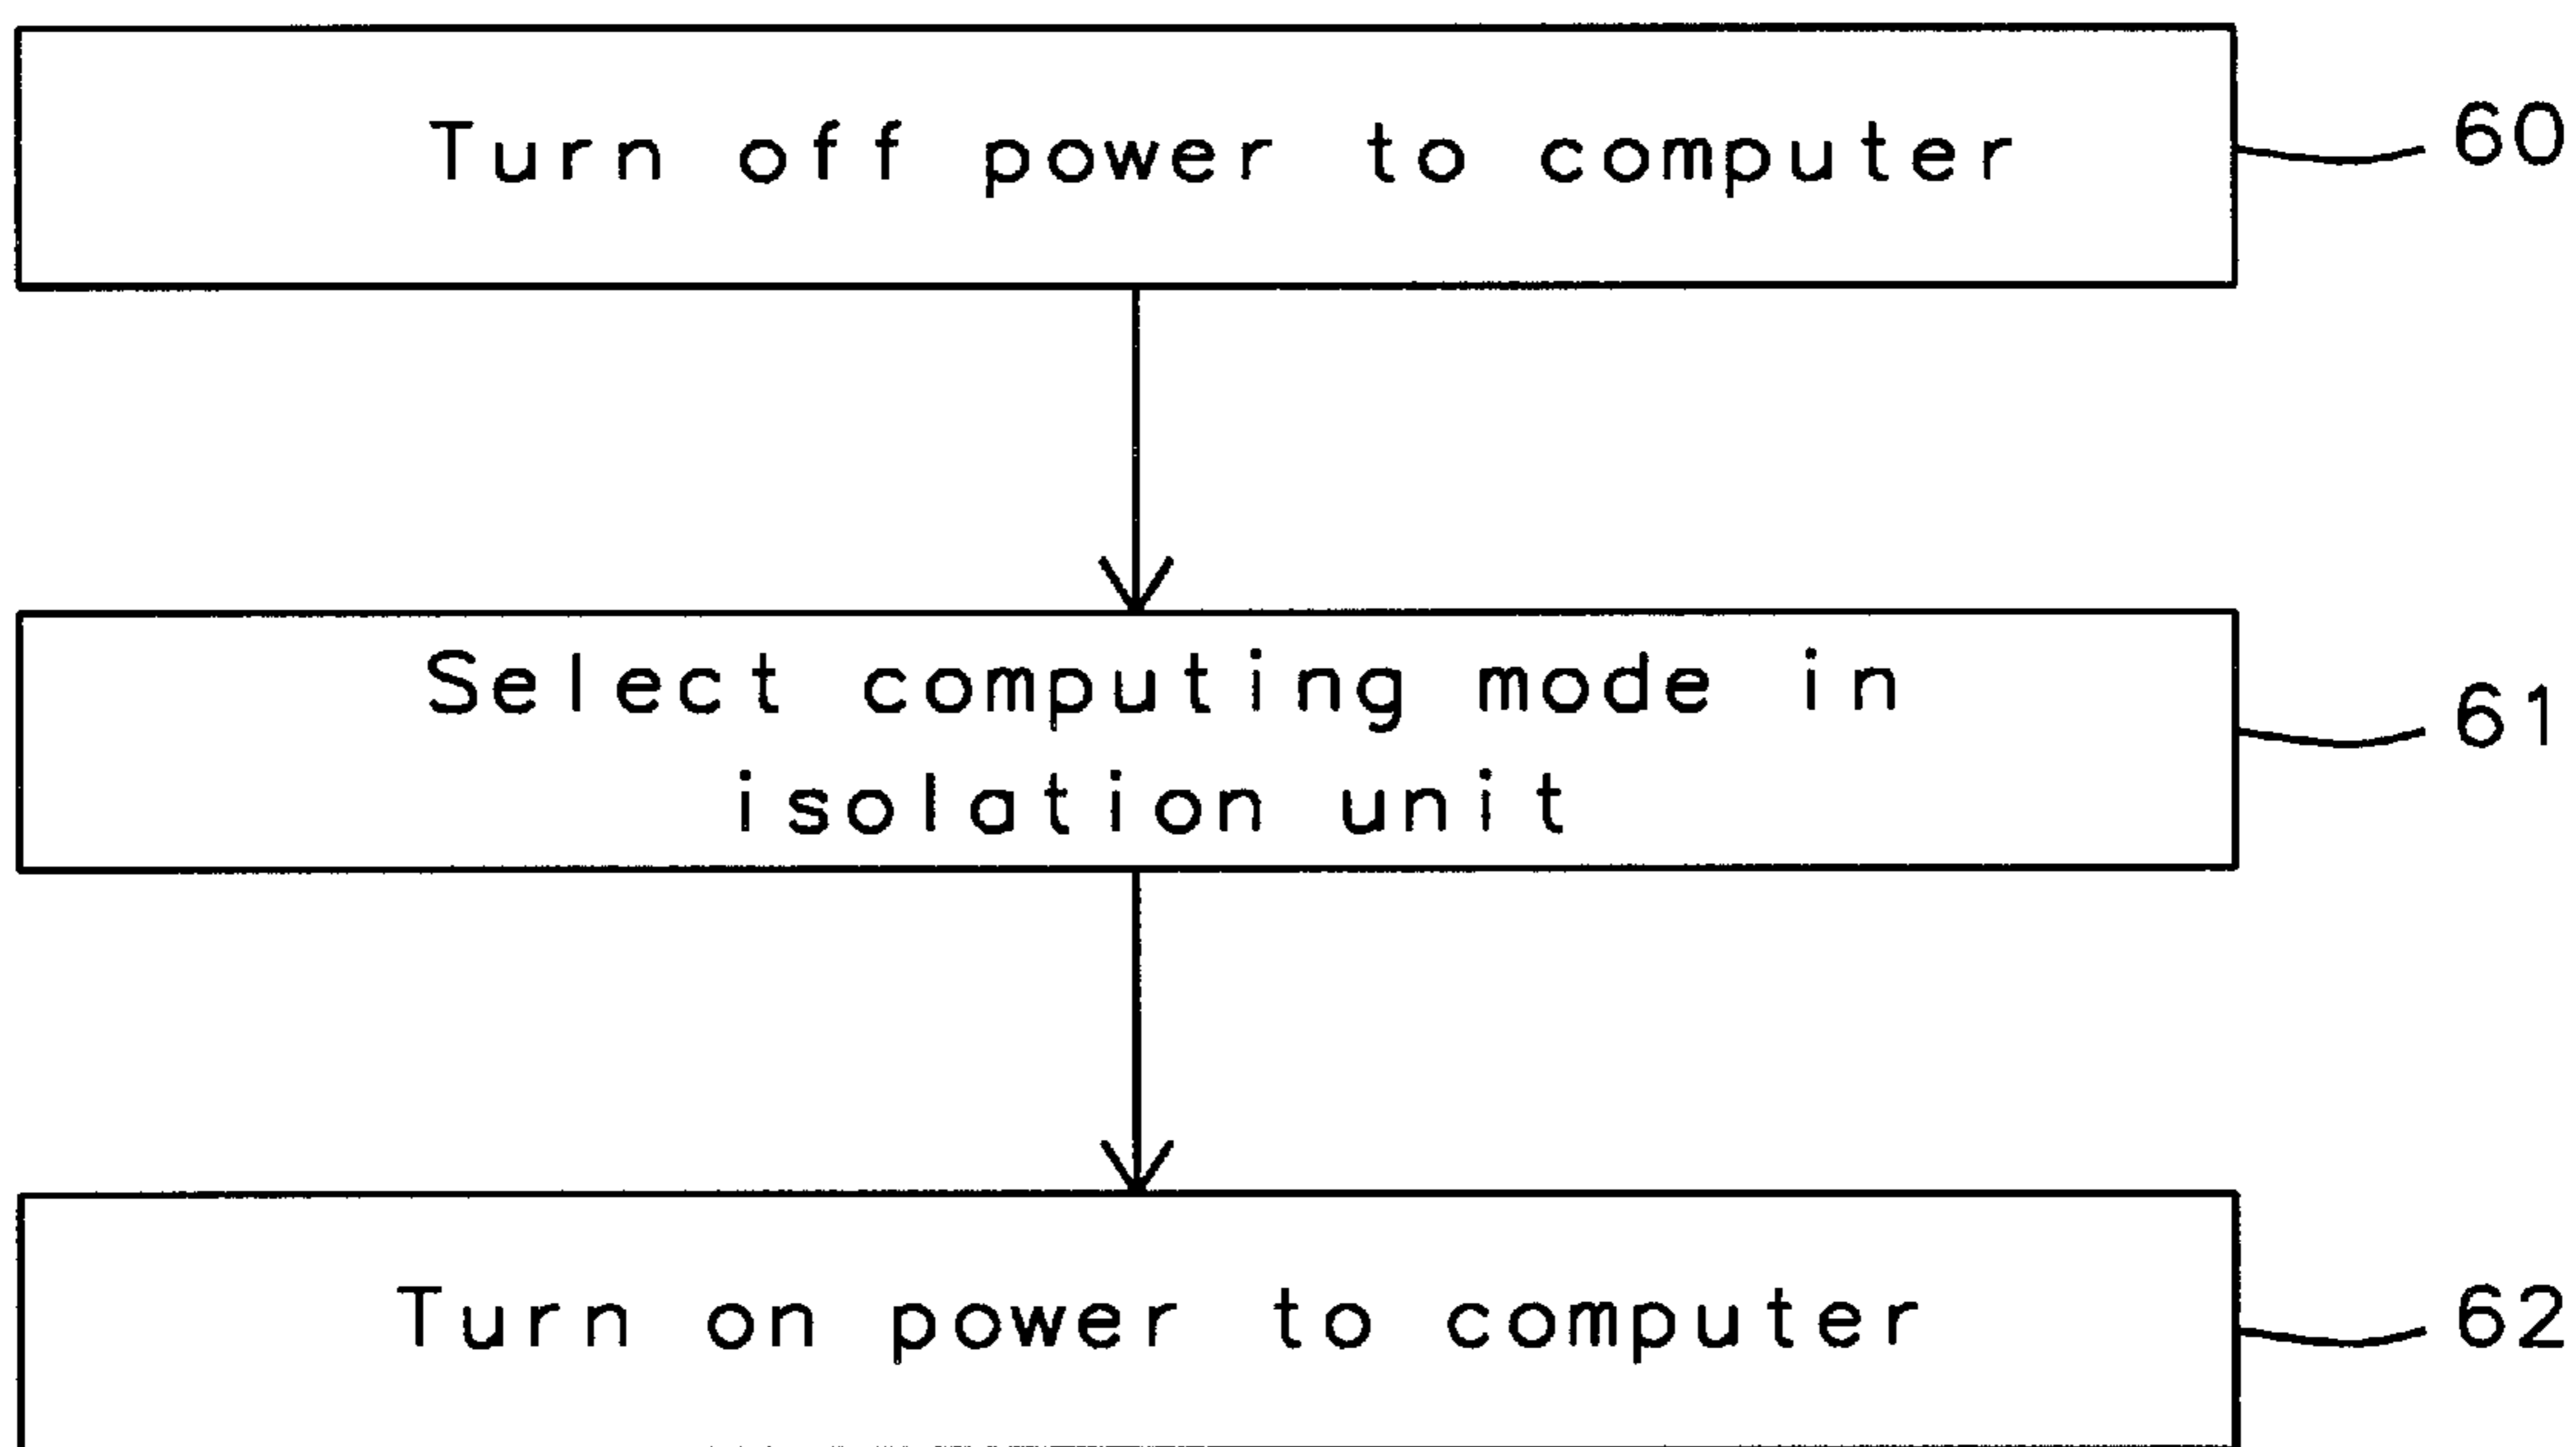 Turn off power to computer
60
Select computing mode in
isolation unit
61
Turn on power to computer
62